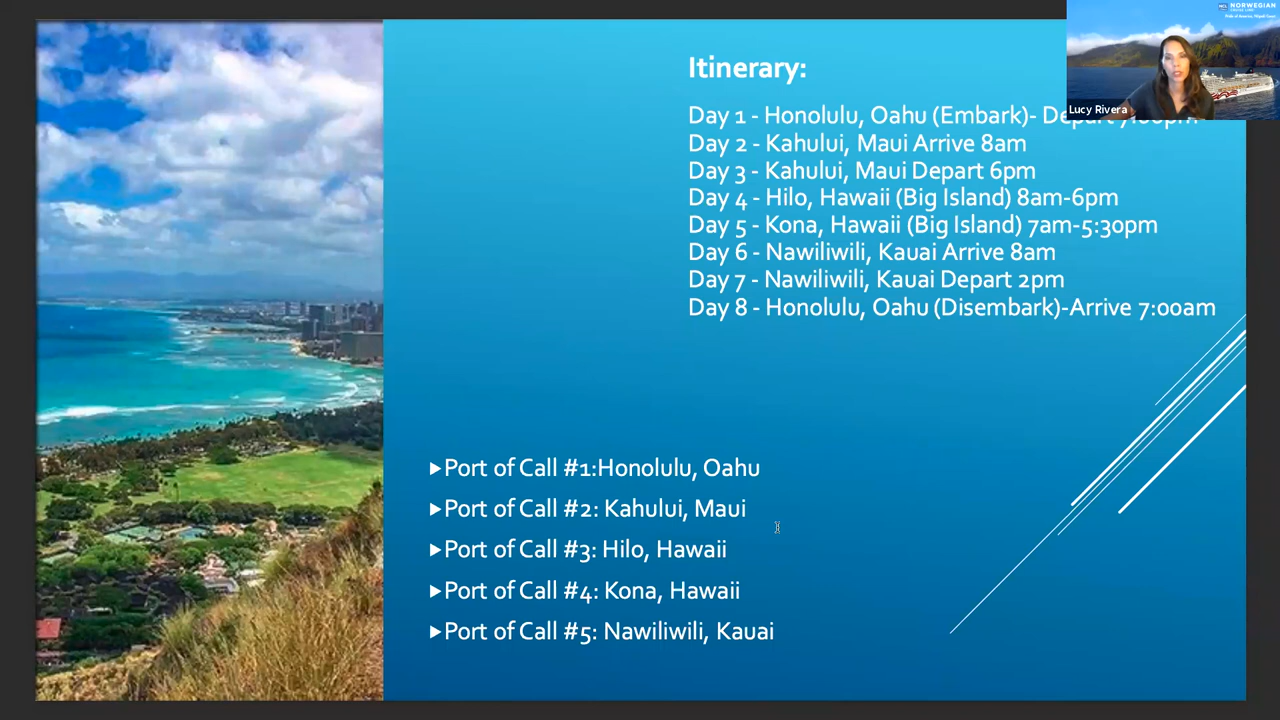 NORWEGIAN
Lucy Rivera
Itinerary:
Day 1 - Honolulu, Oahu (Embark)- Depart 7:00pm
Day 2 - Kahului, Maui Arrive 8am
Day 3 - Kahului, Maui Depart 6pm
Day 4 - Hilo, Hawaii (Big Island) 8am-6pm
Day 5 - Kona, Hawaii (Big Island) 7am-5:30pm
Day 6 - Nawiliwili, Kauai Arrive 8am
Day 7 - Nawiliwili, Kauai Depart 2pm
Day 8 - Honolulu, Oahu (Disembark)-Arrive 7:00am
Port of Call #1:Honolulu, Oahu
Port of Call #2: Kahului, Maui
Port of Call #3: Hilo, Hawaii
Port of Call #4: Kona, Hawaii
Port of Call #5: Nawiliwili, Kauai